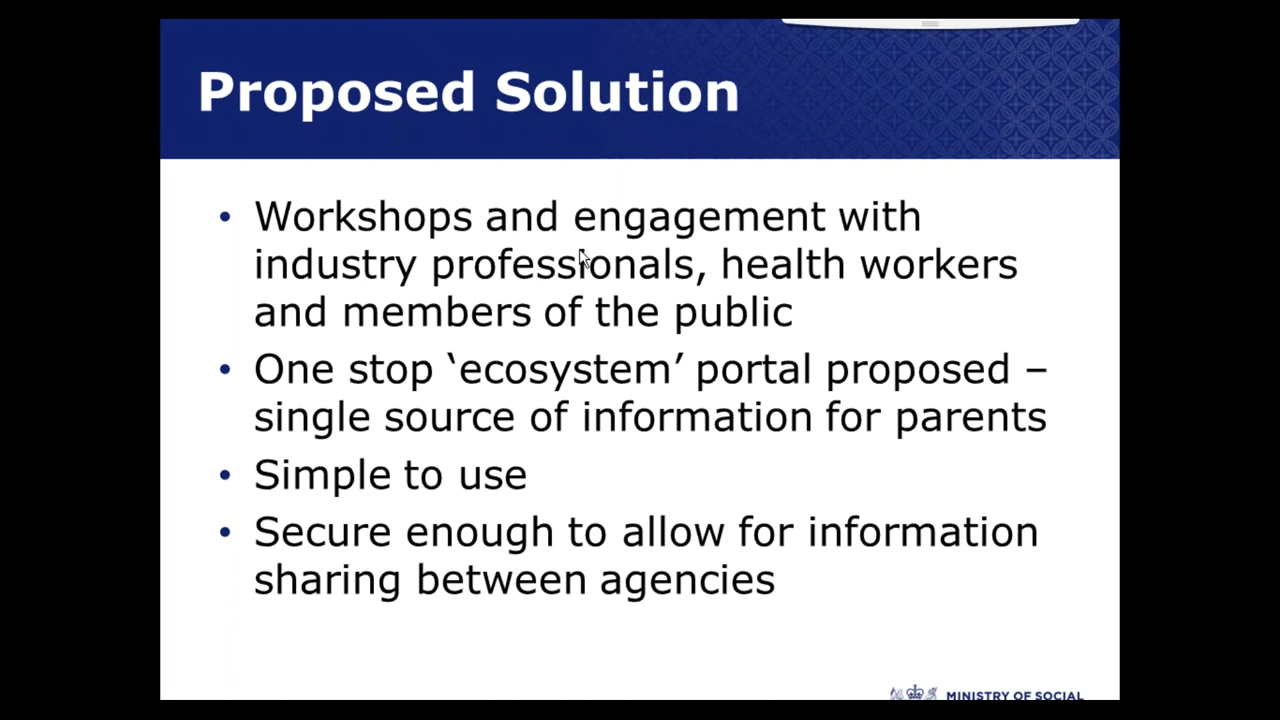 Proposed Solution
• Workshops and engagement with
industry professionals, health workers
and members of the public
• One stop ‘ecosystem’ portal proposed –
single source of information for parents
• Simple to use
• Secure enough to allow for information
sharing between agencies
MINISTRY OF SOCIAL